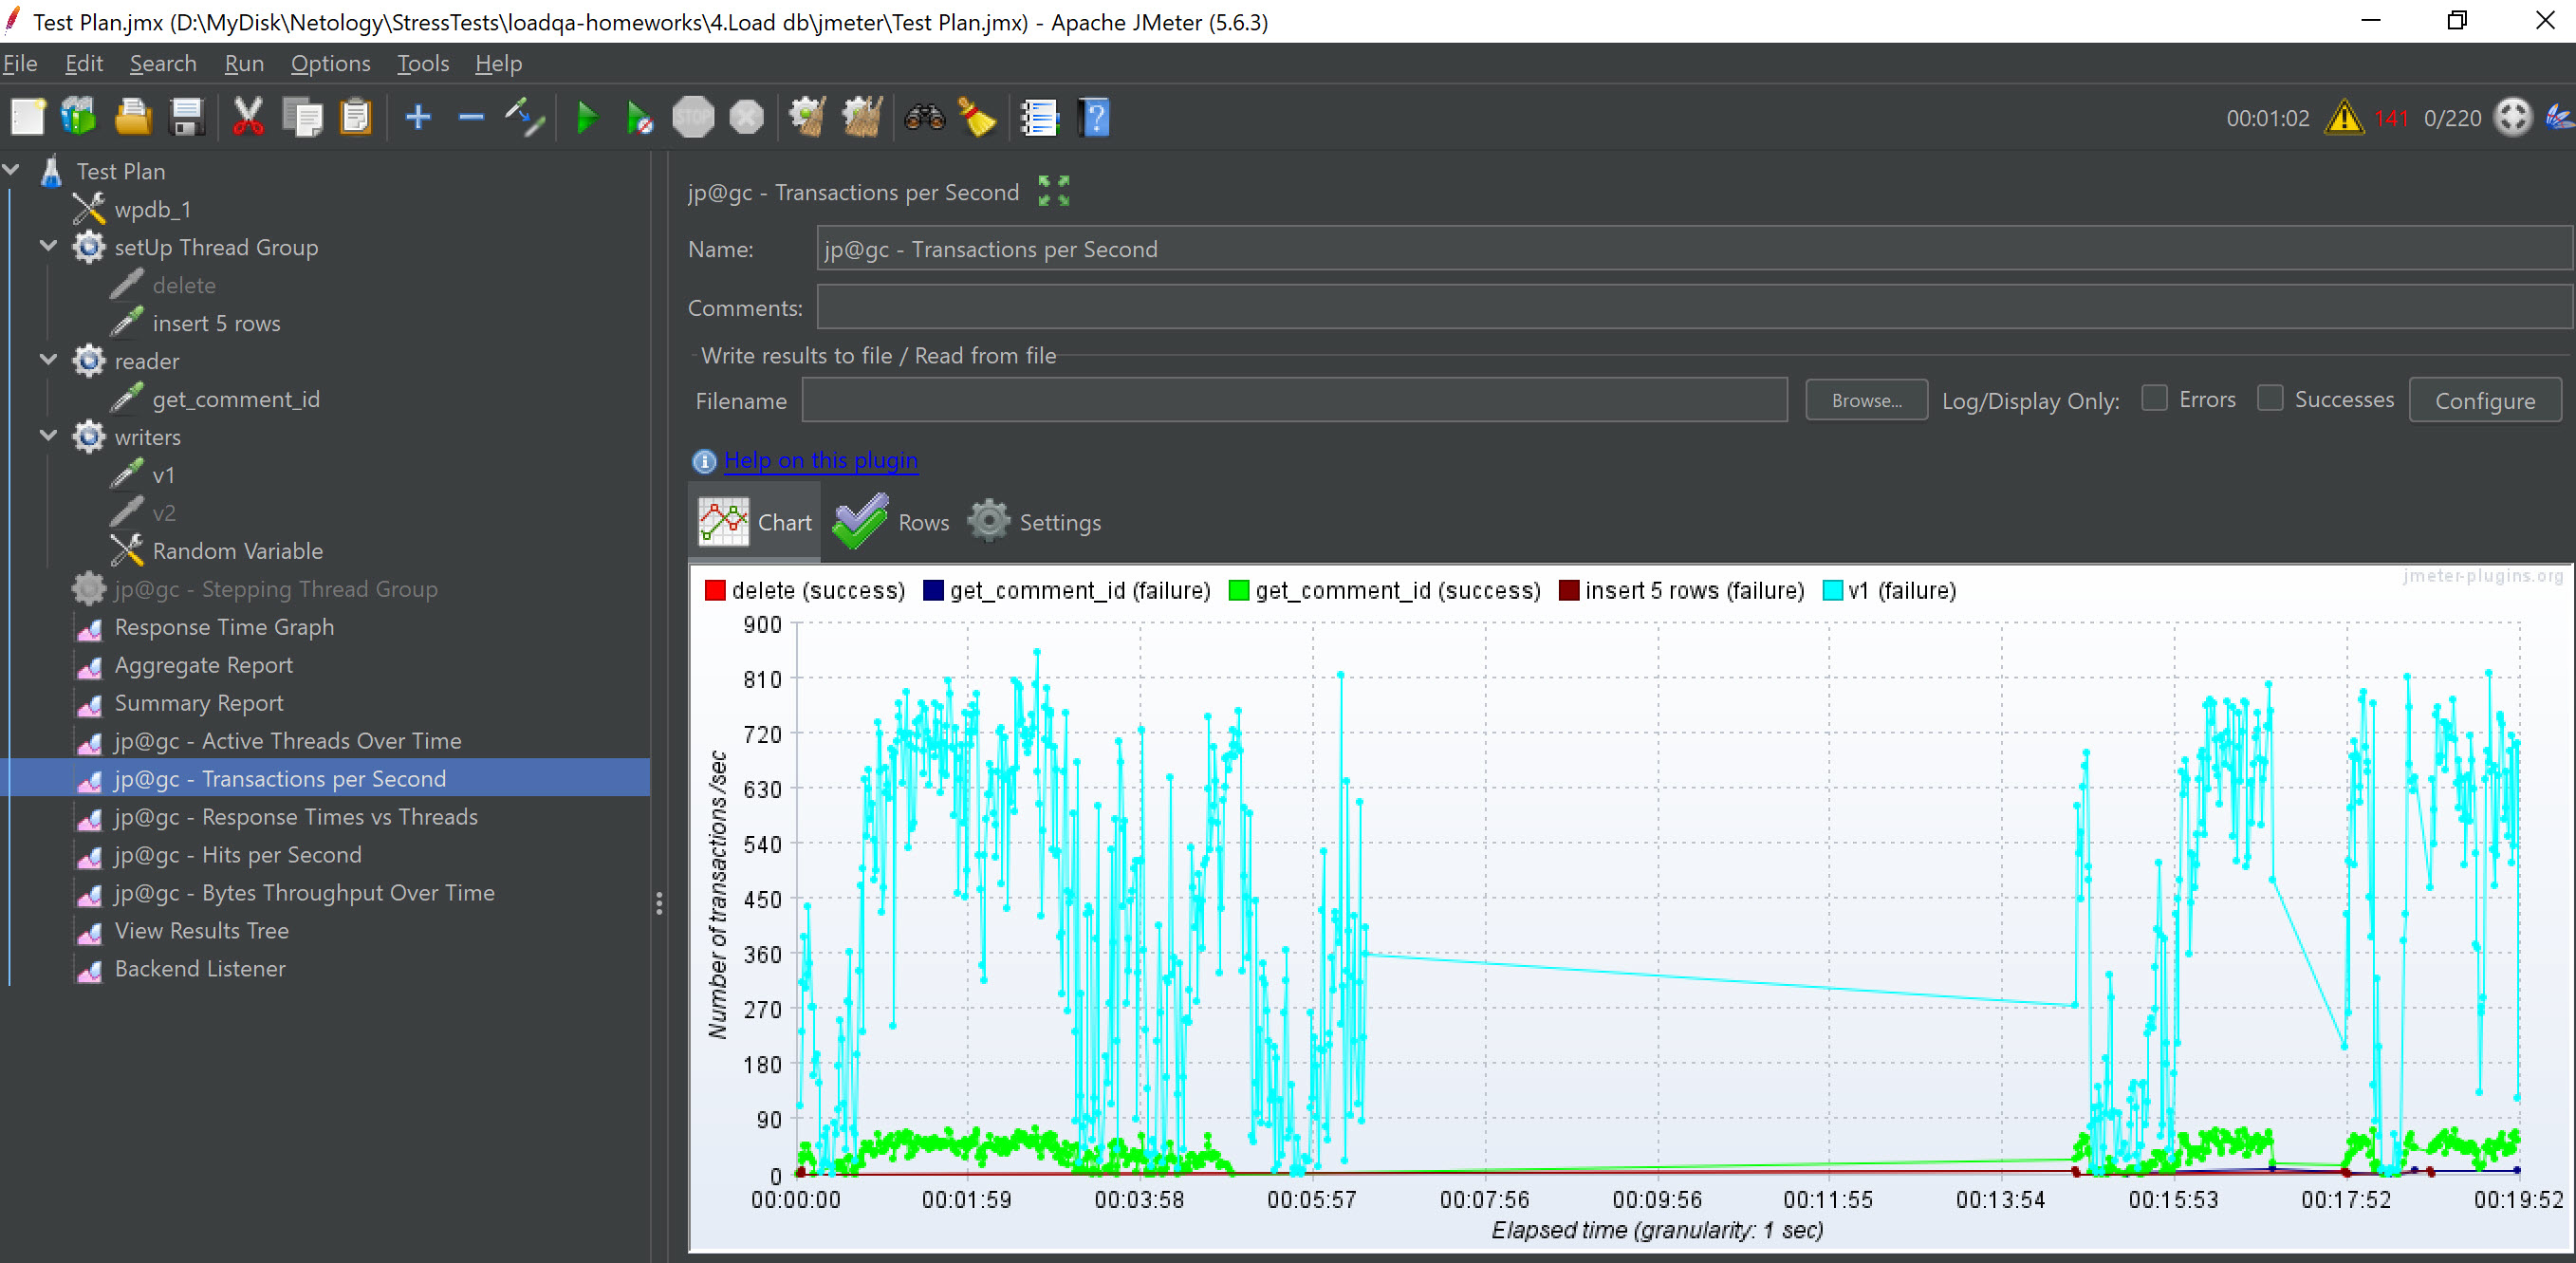 Test Plan.jmx (D:\MyDisk\Netology\StressTests\loadqa-homeworks\4.Load db\jmeter\Test Plan.jmx) - Apache JMeter (5.6.3)
File Edit Search Run Options Tools Help
STOP
00:01:02 141 0/220
Test Plan
wpdb_1
setUp Thread Group
delete
insert 5 rows
reader
get_comment_id
writers
v1
v2
Random Variable
jp@gc - Stepping Thread Group
Response Time Graph
Aggregate Report
Summary Report
jp@gc - Active Threads Over Time
jp@gc - Transactions per Second
jp@gc - Response Times vs Threads
jp@gc - Hits per Second
jp@gc - Bytes Throughput Over Time
View Results Tree
Backend Listener
jp@gc - Transactions per Second
Name: jp@gc - Transactions per Second
Comments:
Write results to file / Read from file
Filename Browse... Log/Display Only: Errors Successes Configure
Help on this plugin
Chart Rows Settings
jmeter-plugins.org
delete (success) get_comment_id (failure) get_comment_id (success) insert 5 rows (failure) v1 (failure)
900
810
720
630
540
450
360
270
180
90
0
Number of transactions /sec
00:00:00 00:01:59 00:03:58 00:05:57 00:07:56 00:09:56 00:11:55 00:13:54 00:15:53 00:17:52 00:19:52
Elapsed time (granularity: 1 sec)